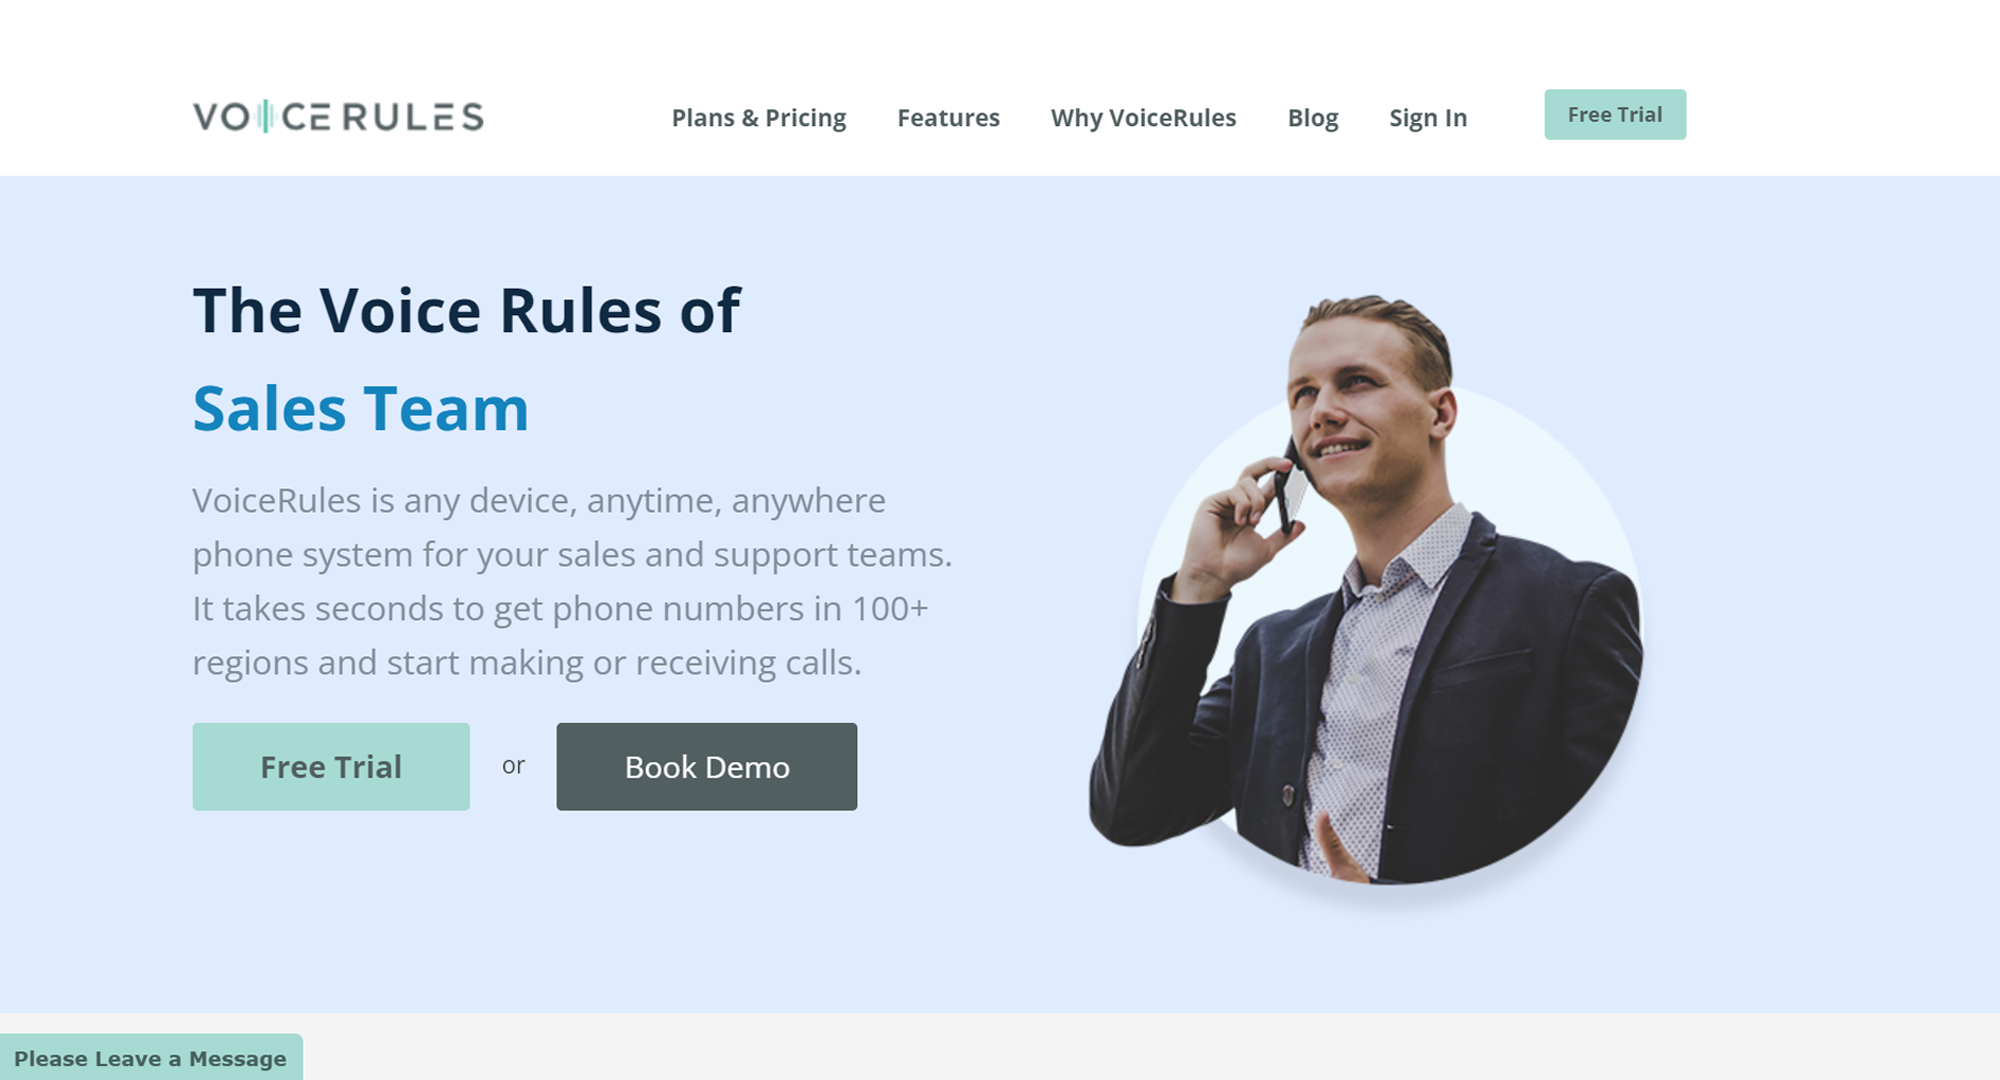 VOICE RULES
Plans & Pricing
Features
Why VoiceRules
Blog
Sign In
Free Trial
The Voice Rules of
Sales Team
VoiceRules is any device, anytime, anywhere
phone system for your sales and support teams.
It takes seconds to get phone numbers in 100+
regions and start making or receiving calls.
Free Trial
or
Book Demo
Please Leave a Message